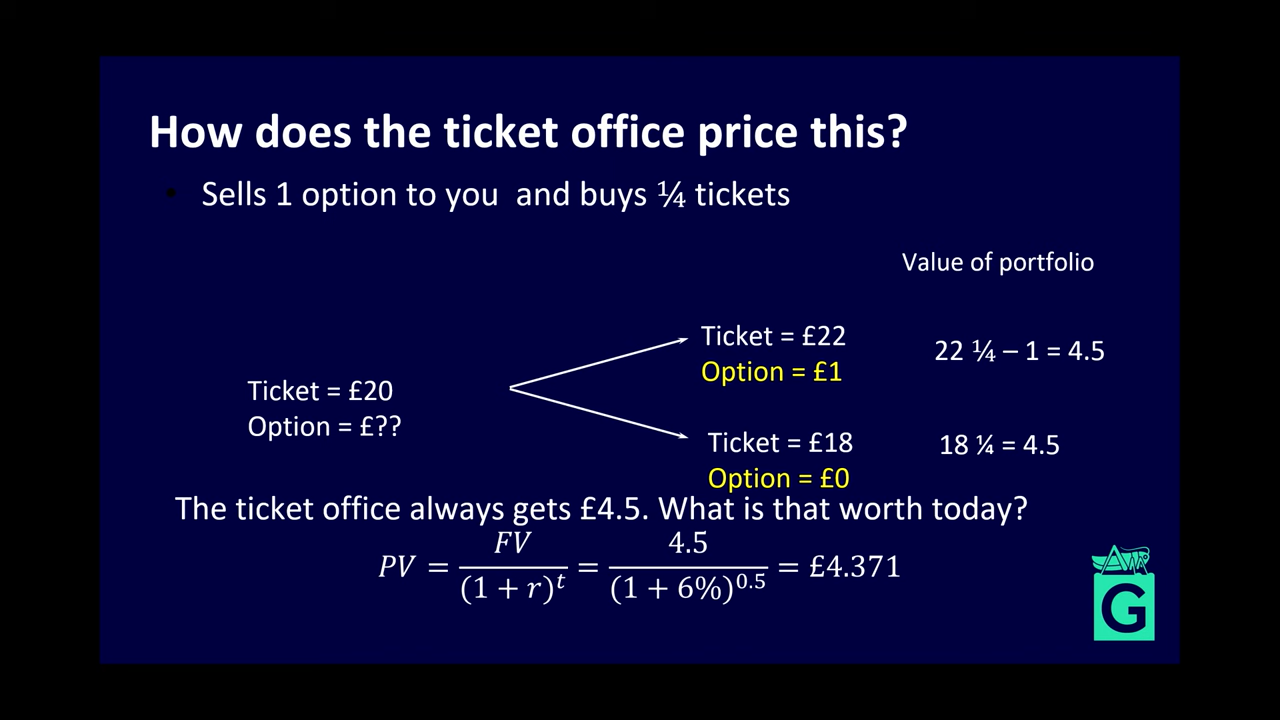 How does the ticket office price this?
• Sells 1 option to you and buys ¼ tickets
Value of portfolio
Ticket = £22
Option = £1
22 ¼ – 1 = 4.5
Ticket = £20
Option = £??
Ticket = £18
Option = £0
18 ¼ = 4.5
The ticket office always gets £4.5. What is that worth today?
PV = FV / (1 + r)^t = 4.5 / (1 + 6%)^0.5 = £4.371
G